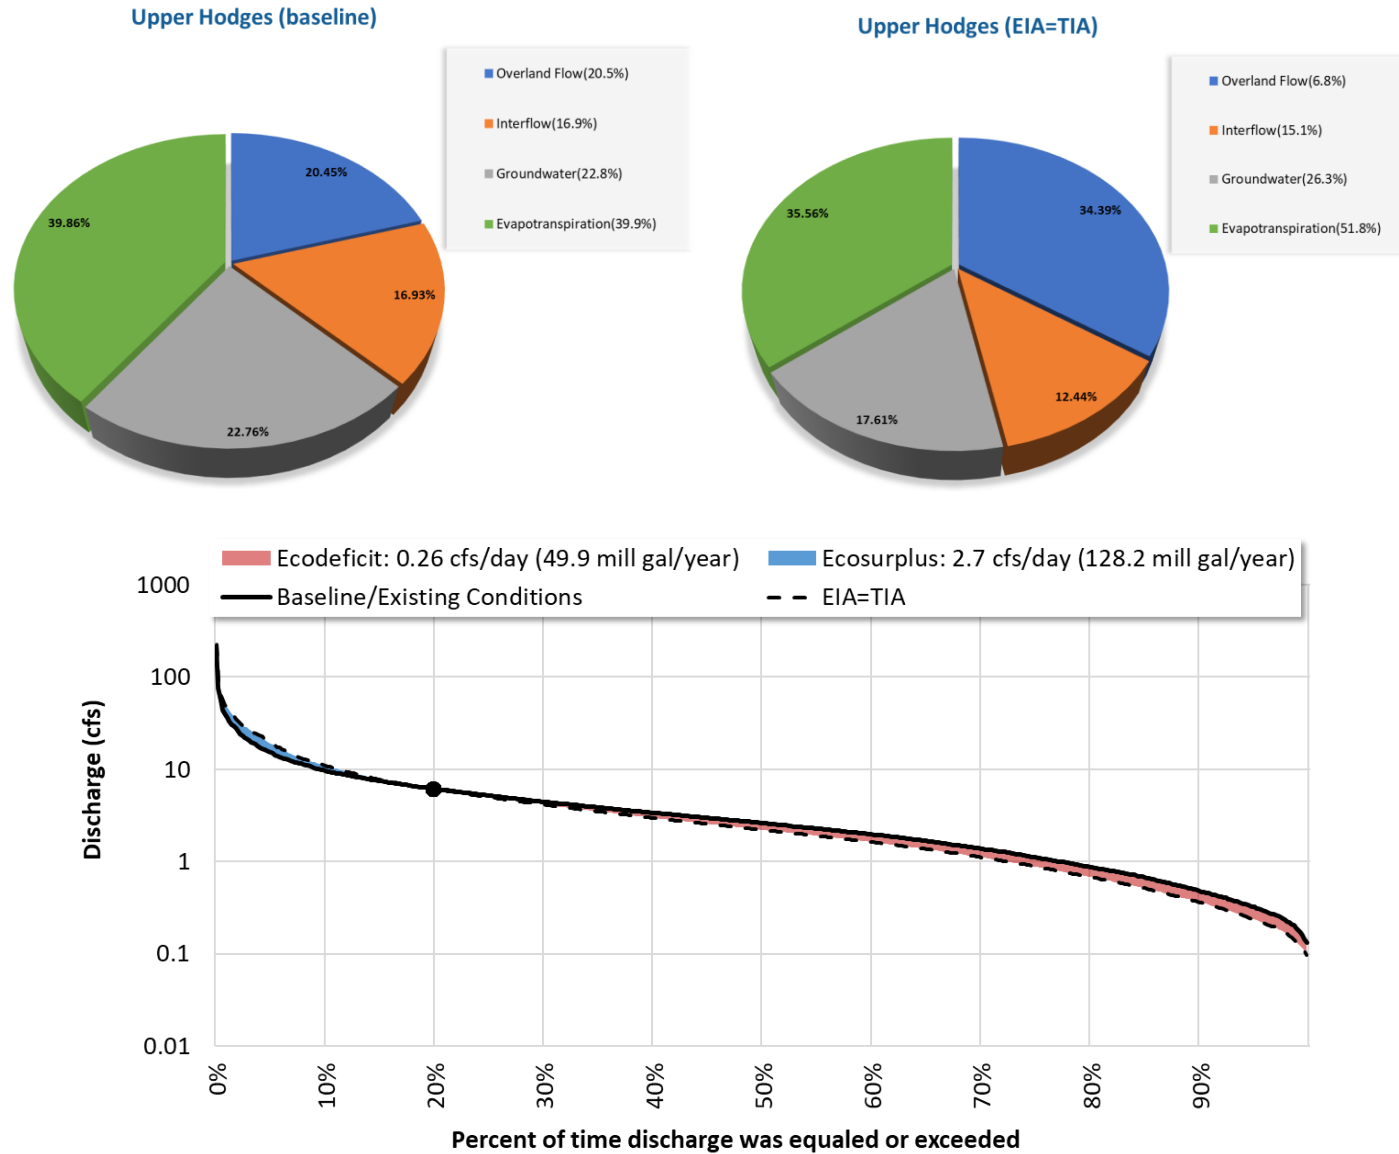 Upper Hodges (baseline)
Overland Flow(20.5%)
Interflow(16.9%)
Groundwater(22.8%)
Evapotranspiration(39.9%)
20.45%
39.86%
16.93%
22.76%
Upper Hodges (EIA=TIA)
Overland Flow(6.8%)
Interflow(15.1%)
Groundwater(26.3%)
Evapotranspiration(51.8%)
35.56%
34.39%
12.44%
17.61%
Ecodeficit: 0.26 cfs/day (49.9 mill gal/year)
Ecosurplus: 2.7 cfs/day (128.2 mill gal/year)
Baseline/Existing Conditions
EIA=TIA
1000
100
10
1
0.1
0.01
Discharge (cfs)
0%
10%
20%
30%
40%
50%
60%
70%
80%
90%
Percent of time discharge was equaled or exceeded